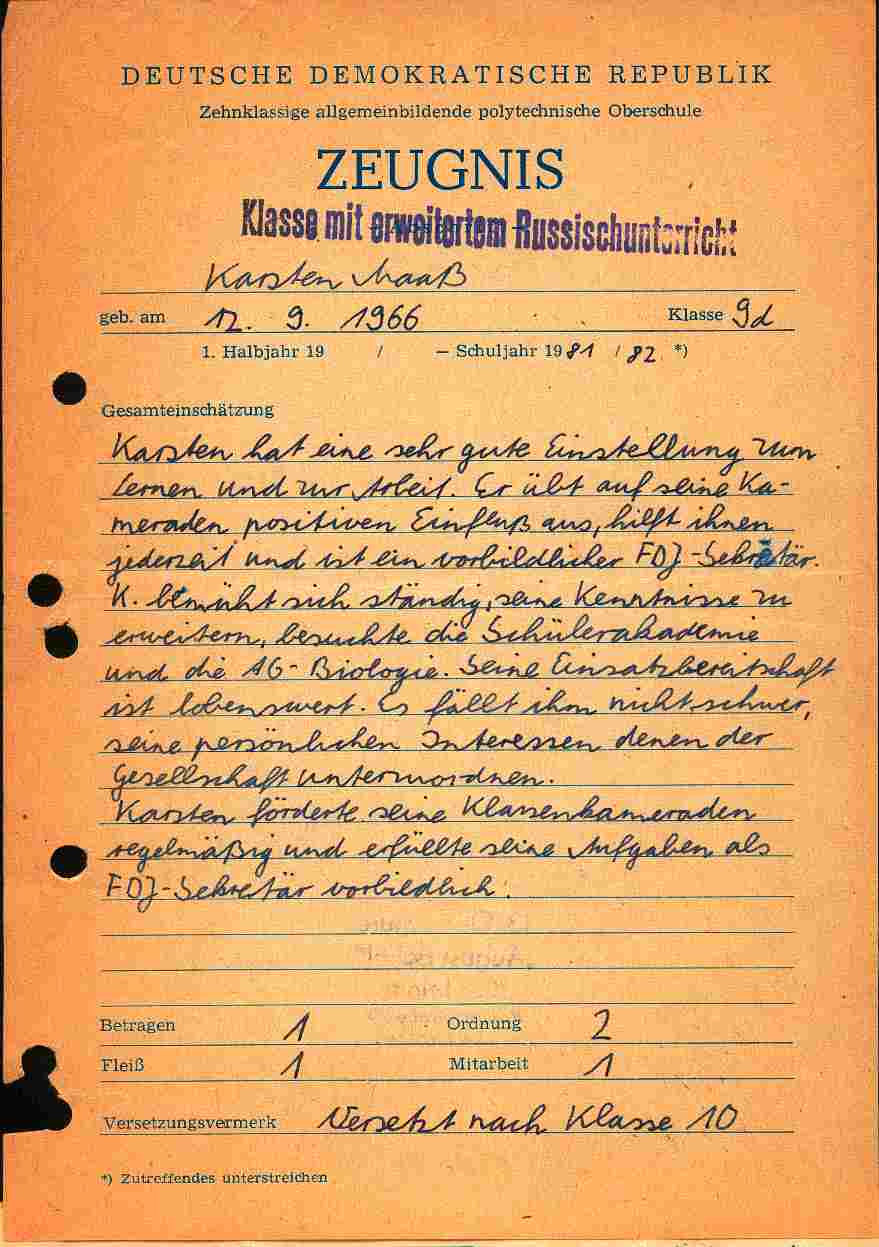 DEUTSCHE DEMOKRATISCHE REPUBLIK
Zehnklassige allgemeinbildende polytechnische Oberschule
ZEUGNIS
Klasse mit erweitertem Russischunterricht
Karsten Maaß
geb. am 12. 9. 1966 Klasse 9d
1. Halbjahr 19 / – Schuljahr 1981 / 82 *)
Gesamteinschätzung
Karsten hat eine sehr gute Einstellung zum
Lernen und zur Arbeit. Er übt auf seine Ka-
meraden positiven Einfluß aus, hilft ihnen
jederzeit und ist ein vorbildlicher FDJ-Sekretär.
K. bemüht sich ständig, seine Kenntnisse zu
erweitern, besuchte die Schülerakademie
und die AG-Biologie. Seine Einsatzbereitschaft
ist lobenswert. Es fällt ihm nicht schwer,
seine persönlichen Interessen denen der
Gesellschaft unterzuordnen.
Karsten förderte seine Klassenkameraden
regelmäßig und erfüllte seine Aufgaben als
FDJ-Sekretär vorbildlich.
Betragen 1 Ordnung 2
Fleiß 1 Mitarbeit 1
Versetzungsvermerk Versetzt nach Klasse 10
*) Zutreffendes unterstreichen